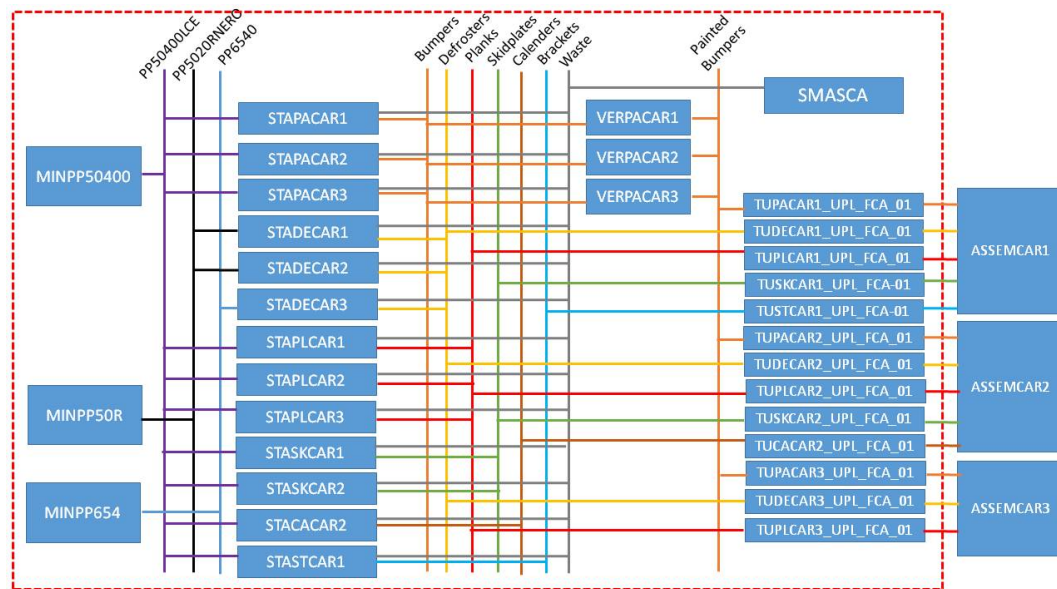 PP50400LCE
PP5020RNERO
PP6540
Bumpers
Defrosters
Planks
Skidplates
Calenders
Brackets
Waste
Painted
Bumpers
SMASCA
STAPACAR1
VERPACAR1
MINPP50400
STAPACAR2
VERPACAR2
STAPACAR3
VERPACAR3
TUPACAR1_UPL_FCA_01
STADECAR1
TUDECAR1_UPL_FCA_01
ASSEMCAR1
TUPLCAR1_UPL_FCA_01
STADECAR2
TUSKCAR1_UPL_FCA-01
STADECAR3
TUSTCAR1_UPL_FCA-01
STAPLCAR1
TUPACAR2_UPL_FCA_01
TUDECAR2_UPL_FCA_01
STAPLCAR2
TUPLCAR2_UPL_FCA_01
ASSEMCAR2
MINPP50R
STAPLCAR3
TUSKCAR2_UPL_FCA_01
STASKCAR1
TUCACAR2_UPL_FCA_01
TUPACAR3_UPL_FCA_01
STASKCAR2
TUDECAR3_UPL_FCA_01
MINPP654
ASSEMCAR3
STACACAR2
TUPLCAR3_UPL_FCA_01
STASTCAR1